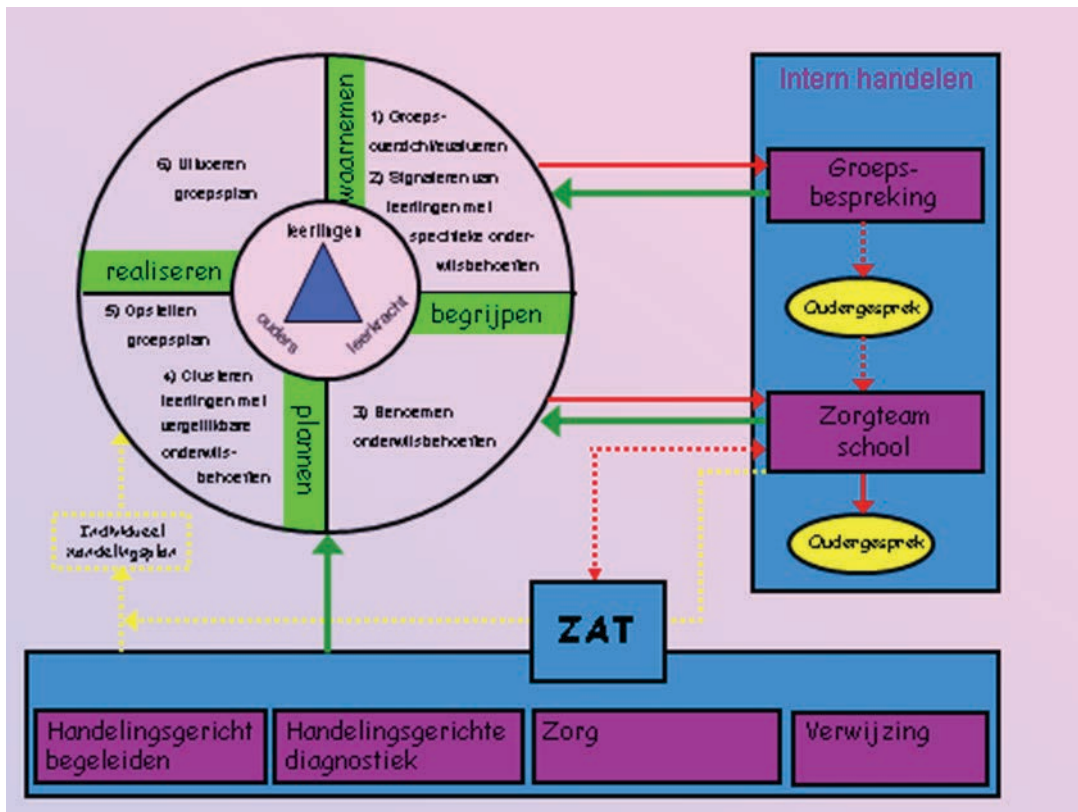 waarnemen
1) Groeps-
overzicht/evalueren
2) Signaleren van
leerlingen met
specifieke onder-
wijsbehoeften
begrijpen
3) Benoemen
onderwijsbehoeften
plannen
4) Clusteren
leerlingen met
vergelijkbare
onderwijs-
behoeften
5) Opstellen
groepsplan
realiseren
6) Uitvoeren
groepsplan
leerlingen
ouders
leerkracht
Individueel
handelingsplan
Intern handelen
Groeps-
bespreking
Oudergesprek
Zorgteam
school
Oudergesprek
ZAT
Handelingsgericht
begeleiden
Handelingsgerichte
diagnostiek
Zorg
Verwijzing